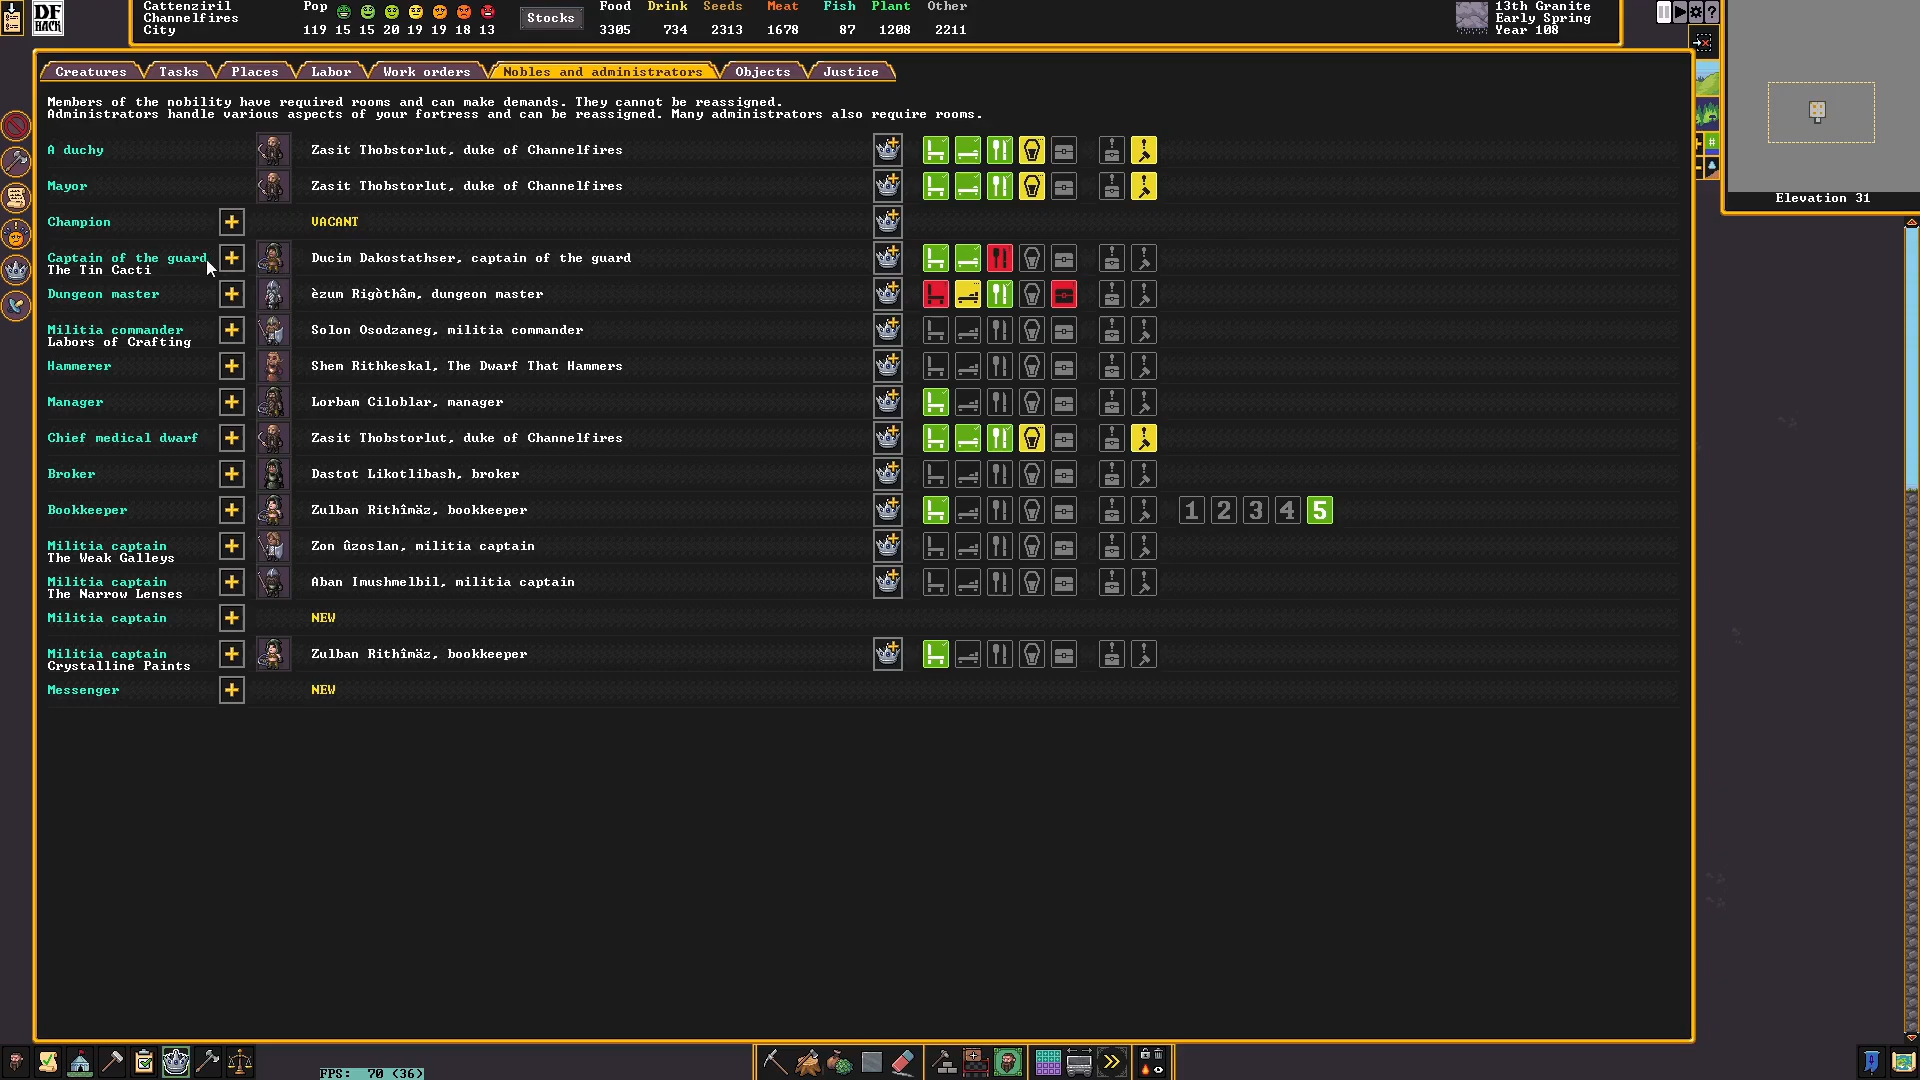 DF
HACK
Cattenziril
Channelfires
City
Pop
119 15 15 20 19 19 18 13
Stocks
Food Drink Seeds Meat Fish Plant Other
3305 734 2313 1678 87 1208 2211
13th Granite
Early Spring
Year 108
Elevation 31
Creatures Tasks Places Labor Work orders Nobles and administrators Objects Justice
Members of the nobility have required rooms and can make demands. They cannot be reassigned.
Administrators handle various aspects of your fortress and can be reassigned. Many administrators also require rooms.
A duchy Zasit Thobstorlut, duke of Channelfires
Mayor Zasit Thobstorlut, duke of Channelfires
Champion VACANT
Captain of the guard Ducim Dakostathser, captain of the guard
The Tin Cacti
Dungeon master èzum Rigòthâm, dungeon master
Militia commander Solon Osodzaneg, militia commander
Labors of Crafting
Hammerer Shem Rithkeskal, The Dwarf That Hammers
Manager Lorbam Ciloblar, manager
Chief medical dwarf Zasit Thobstorlut, duke of Channelfires
Broker Dastot Likotlibash, broker
Bookkeeper Zulban Rithîmäz, bookkeeper 1 2 3 4 5
Militia captain Zon ûzoslan, militia captain
The Weak Galleys
Militia captain Aban Imushmelbil, militia captain
The Narrow Lenses
Militia captain NEW
Militia captain Zulban Rithîmäz, bookkeeper
Crystalline Paints
Messenger NEW
FPS: 70 (36)